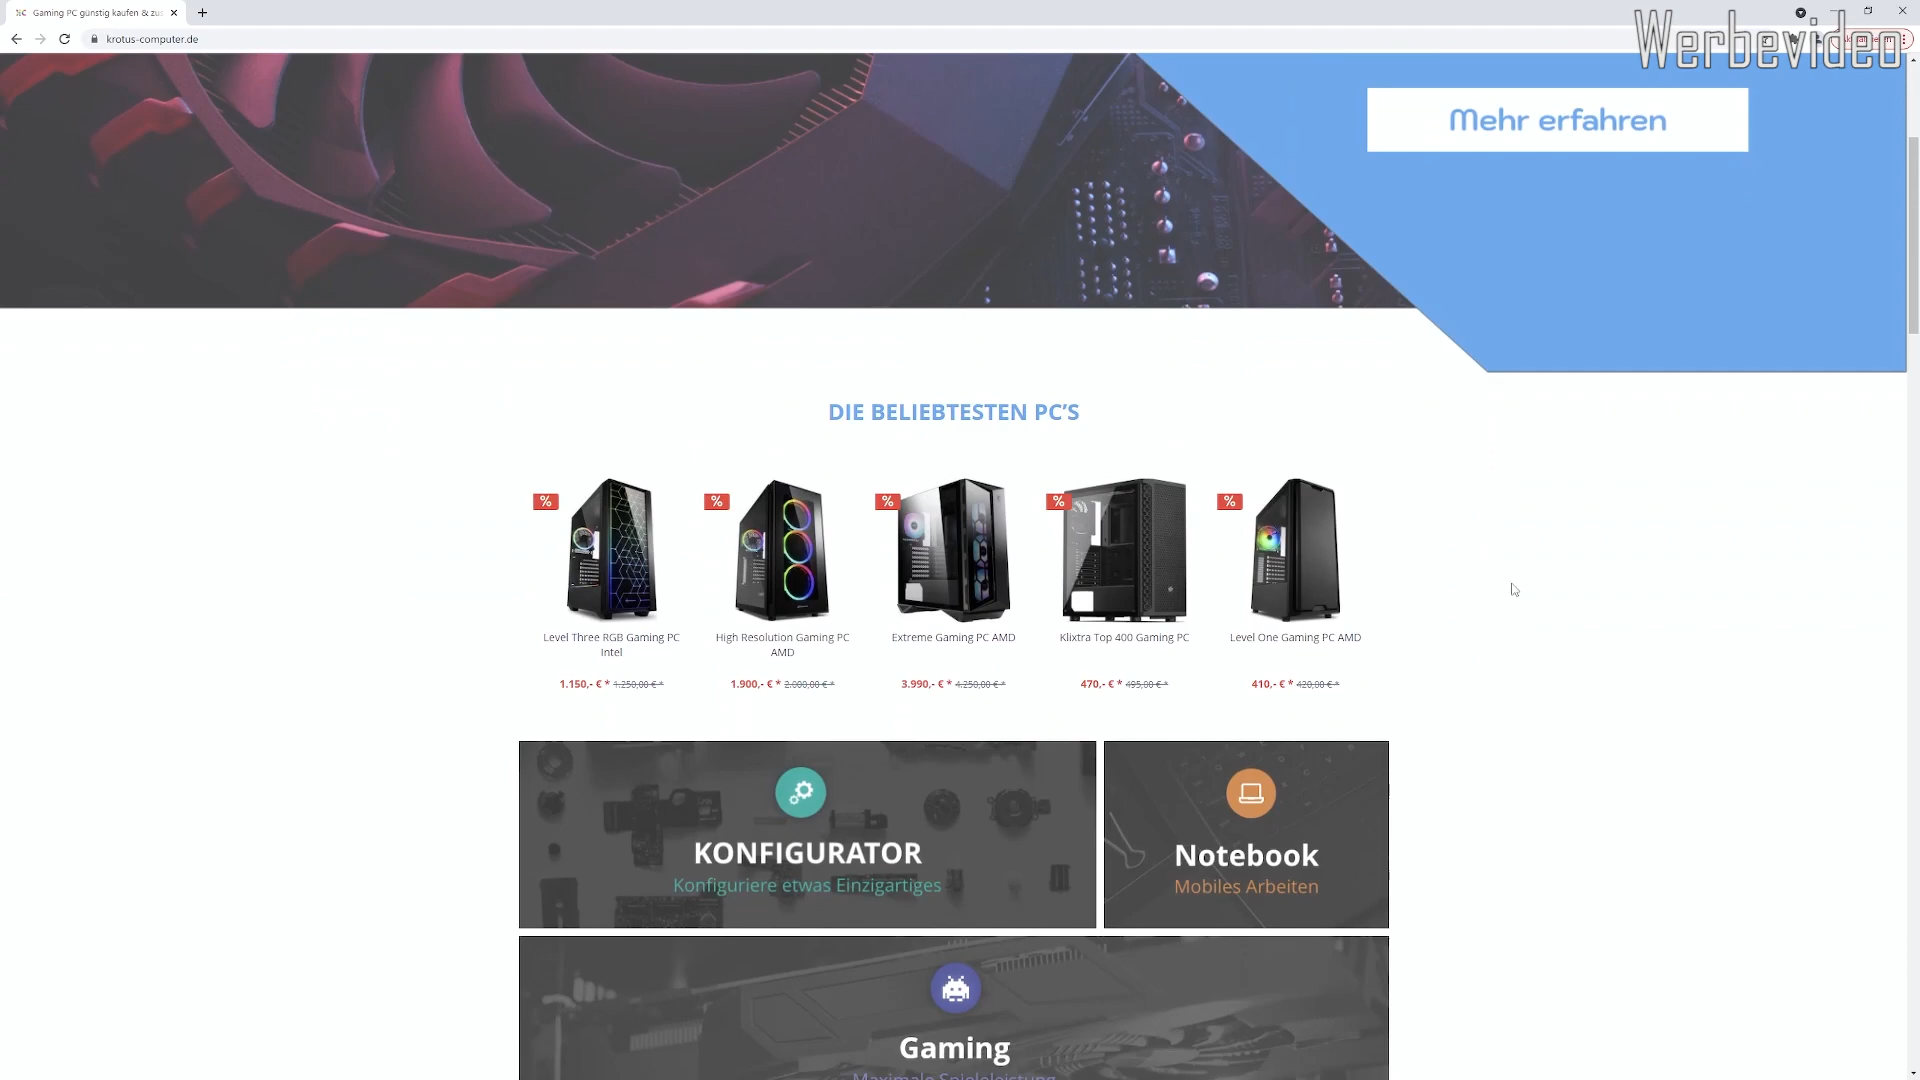 Gaming PC günstig kaufen & zus
krotus-computer.de
Werbevideo
Mehr erfahren
DIE BELIEBTESTEN PC’S
% % % % %
Level Three RGB Gaming PC Intel
High Resolution Gaming PC AMD
Extreme Gaming PC AMD
Klixtra Top 400 Gaming PC
Level One Gaming PC AMD
1.150,- € * 1.250,00 € *
1.900,- € * 2.000,00 € *
3.990,- € * 4.250,00 € *
470,- € * 495,00 € *
410,- € * 420,00 € *
KONFIGURATOR
Konfiguriere etwas Einzigartiges
Notebook
Mobiles Arbeiten
Gaming
Maximale Spieleleistung